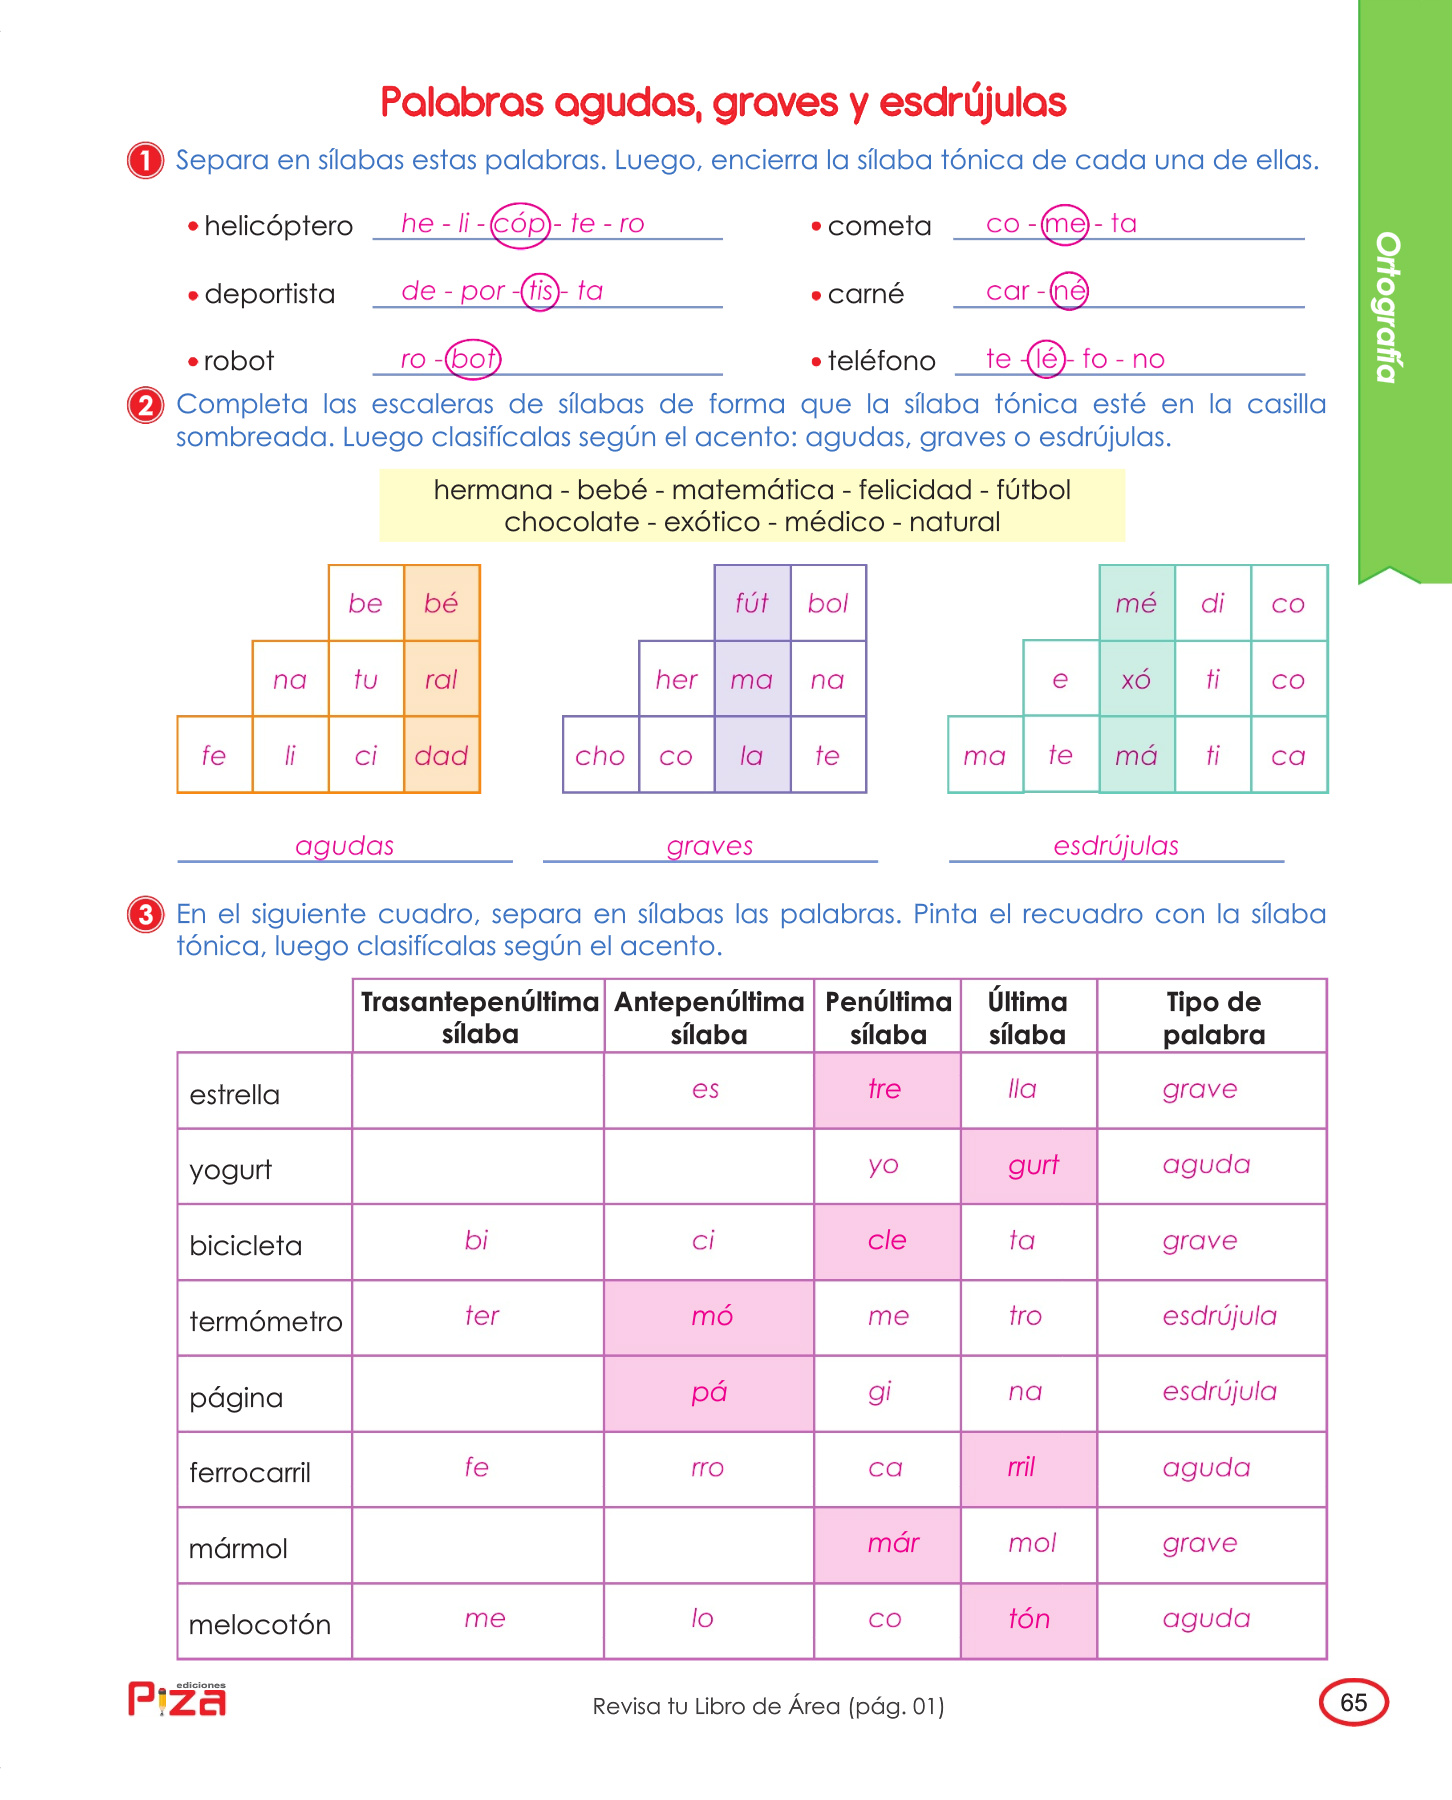 Palabras agudas, graves y esdrújulas
Ortografía
1 Separa en sílabas estas palabras. Luego, encierra la sílaba tónica de cada una de ellas.
• helicóptero he - li - cóp - te - ro • cometa co - me - ta
• deportista de - por - tis - ta • carné car - né
• robot ro - bot • teléfono te - lé - fo - no
2 Completa las escaleras de sílabas de forma que la sílaba tónica esté en la casilla
sombreada. Luego clasifícalas según el acento: agudas, graves o esdrújulas.
hermana - bebé - matemática - felicidad - fútbol
chocolate - exótico - médico - natural
be bé fút bol mé di co
na tu ral her ma na e xó ti co
fe li ci dad cho co la te ma te má ti ca
agudas graves esdrújulas
3 En el siguiente cuadro, separa en sílabas las palabras. Pinta el recuadro con la sílaba
tónica, luego clasifícalas según el acento.
Trasantepenúltima Antepenúltima Penúltima Última Tipo de
sílaba sílaba sílaba sílaba palabra
estrella es tre lla grave
yogurt yo gurt aguda
bicicleta bi ci cle ta grave
termómetro ter mó me tro esdrújula
página pá gi na esdrújula
ferrocarril fe rro ca rril aguda
mármol már mol grave
melocotón me lo co tón aguda
ediciones
Piza
Revisa tu Libro de Área (pág. 01)
65